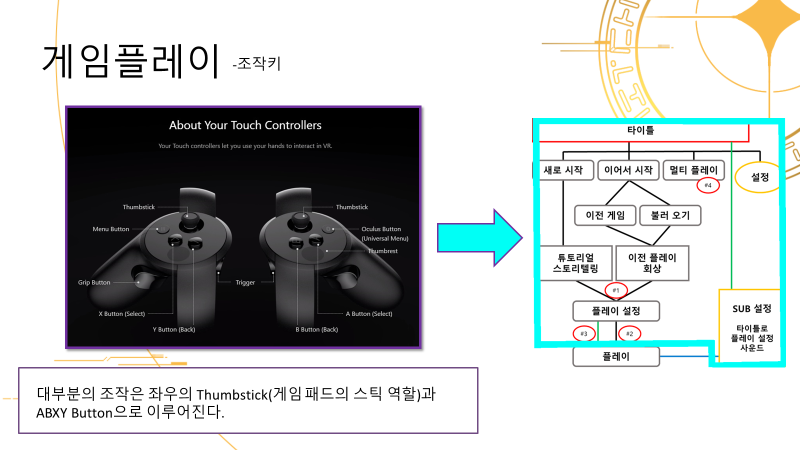 게임플레이 -조작키
About Your Touch Controllers
Your Touch controllers let you use your hands to interact in VR.
Thumbstick
Thumbstick
Menu Button
Oculus Button
(Universal Menu)
Thumbrest
Grip Button
Trigger
X Button (Select)
A Button (Select)
Y Button (Back)
B Button (Back)
타이틀
새로 시작
이어서 시작
멀티 플레이
설정
#4
이전 게임
불러 오기
튜토리얼
스토리텔링
이전 플레이
회상
#1
플레이 설정
SUB 설정
타이틀로
플레이 설정
사운드
#3
#2
플레이
대부분의 조작은 좌우의 Thumbstick(게임 패드의 스틱 역할)과
ABXY Button으로 이루어진다.